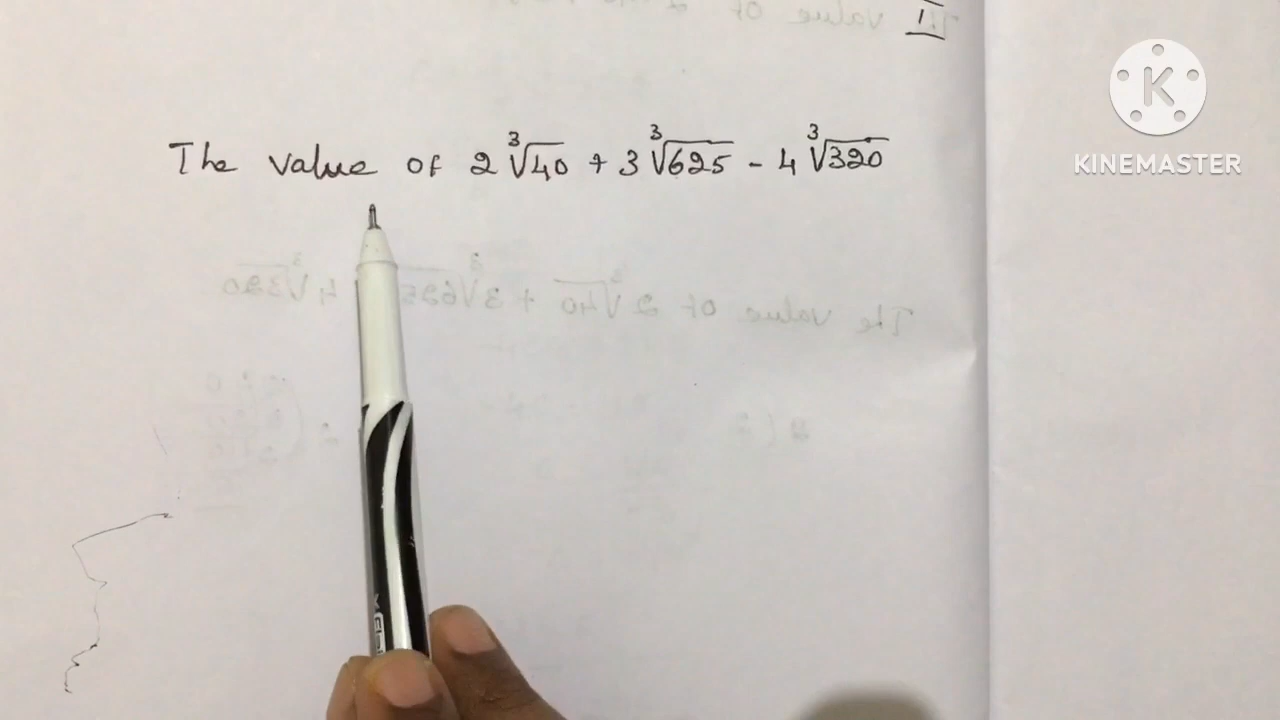 The value of 2 ∛40 + 3 ∛625 - 4 ∛320
KINEMASTER